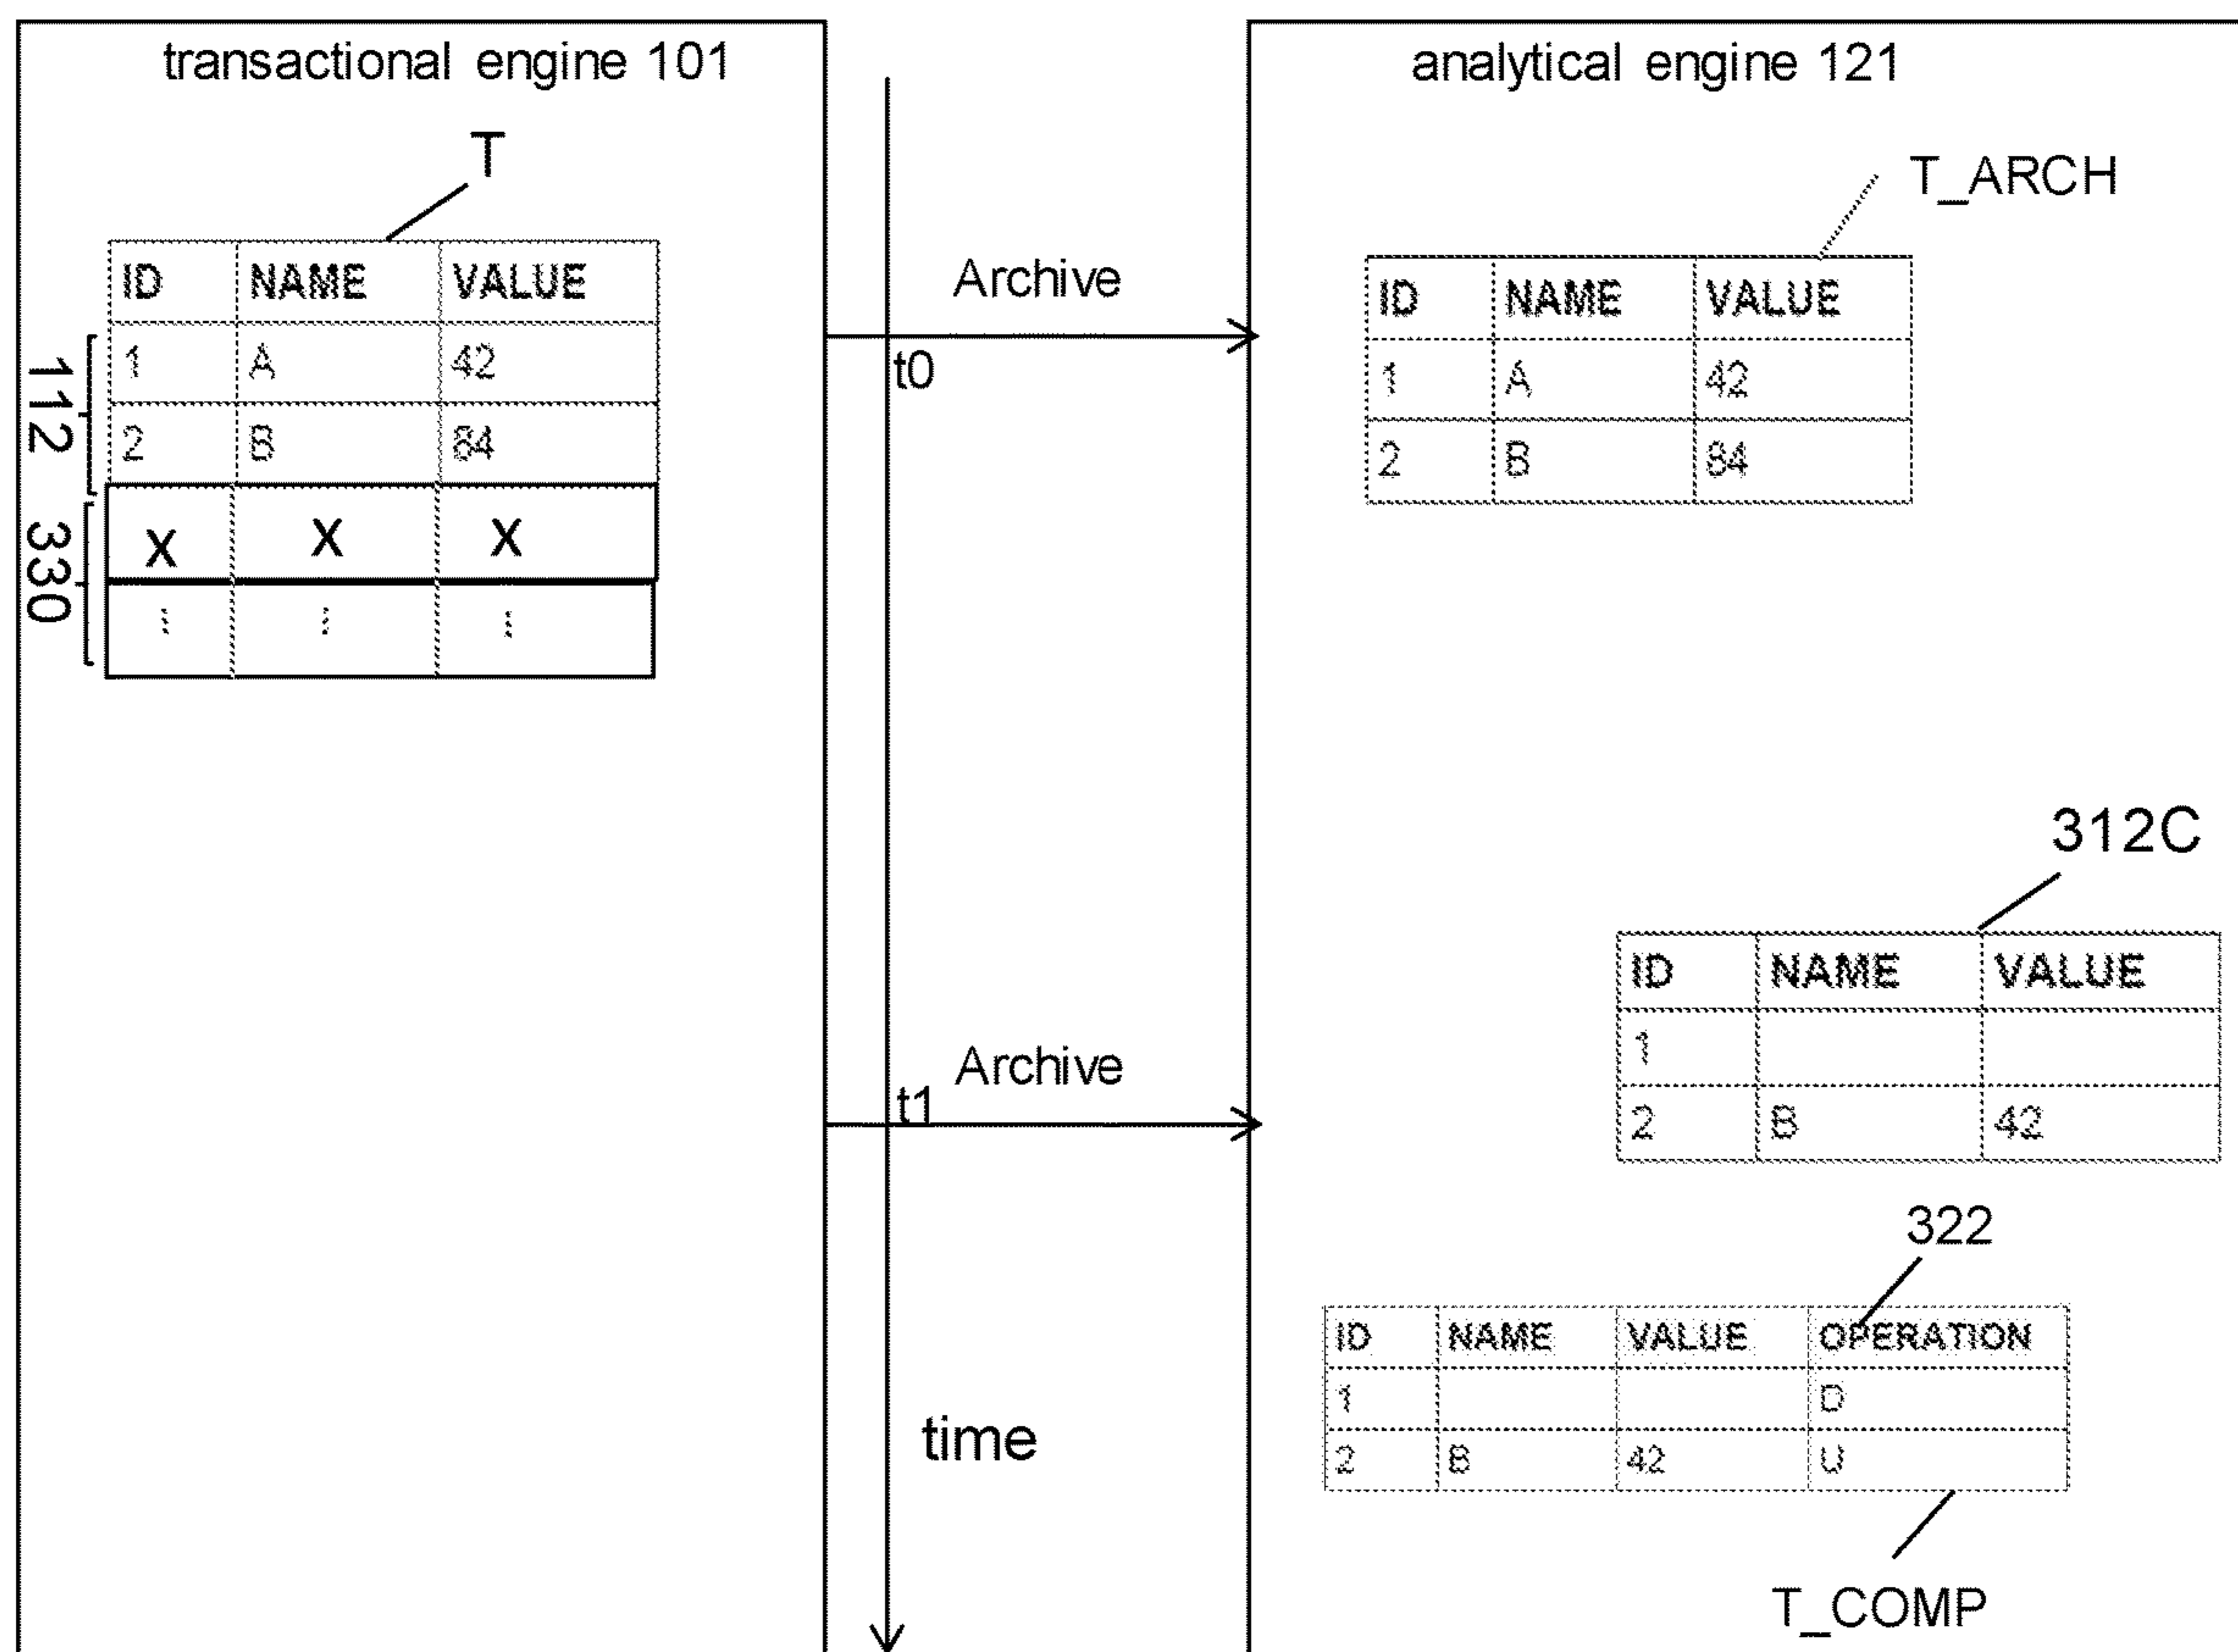 transactional engine 101
T
ID NAME VALUE
1 A 42
2 B 84
X X X
⋮ ⋮ ⋮
112
330
Archive
t0
Archive
t1
time
analytical engine 121
T_ARCH
ID NAME VALUE
1 A 42
2 B 84
312C
ID NAME VALUE
1
2 B 42
322
ID NAME VALUE OPERATION
1 D
2 B 42 U
T_COMP